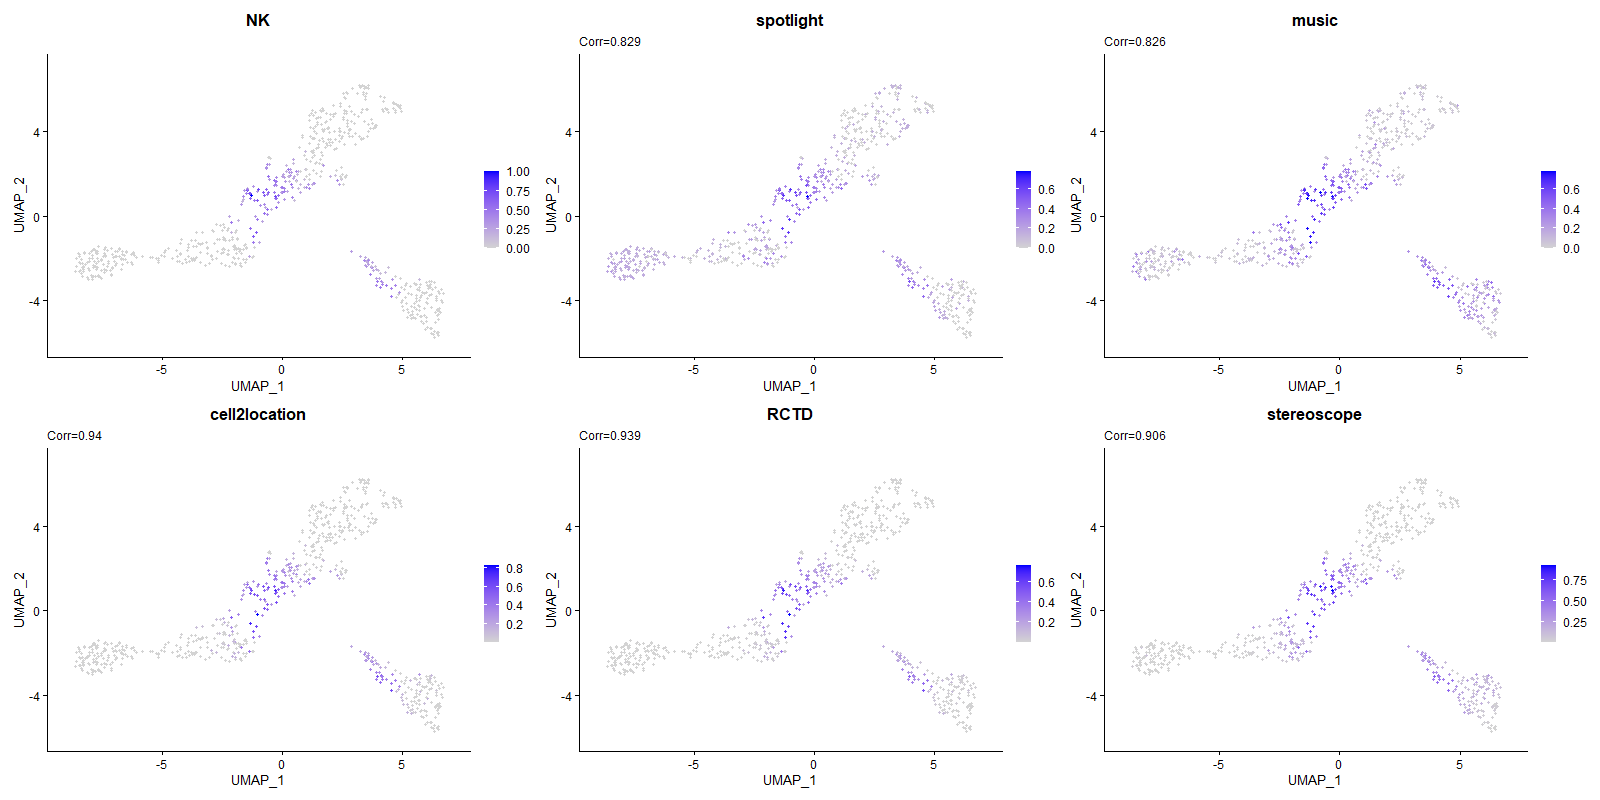 NK
4
0
-4
-5
0
5
UMAP_2
UMAP_1
1.00
0.75
0.50
0.25
0.00
spotlight
Corr=0.829
4
0
-4
-5
0
5
UMAP_2
UMAP_1
0.6
0.4
0.2
0.0
music
Corr=0.826
4
0
-4
-5
0
5
UMAP_2
UMAP_1
0.6
0.4
0.2
0.0
cell2location
Corr=0.94
4
0
-4
-5
0
5
UMAP_2
UMAP_1
0.8
0.6
0.4
0.2
RCTD
Corr=0.939
4
0
-4
-5
0
5
UMAP_2
UMAP_1
0.6
0.4
0.2
stereoscope
Corr=0.906
4
0
-4
-5
0
5
UMAP_2
UMAP_1
0.75
0.50
0.25